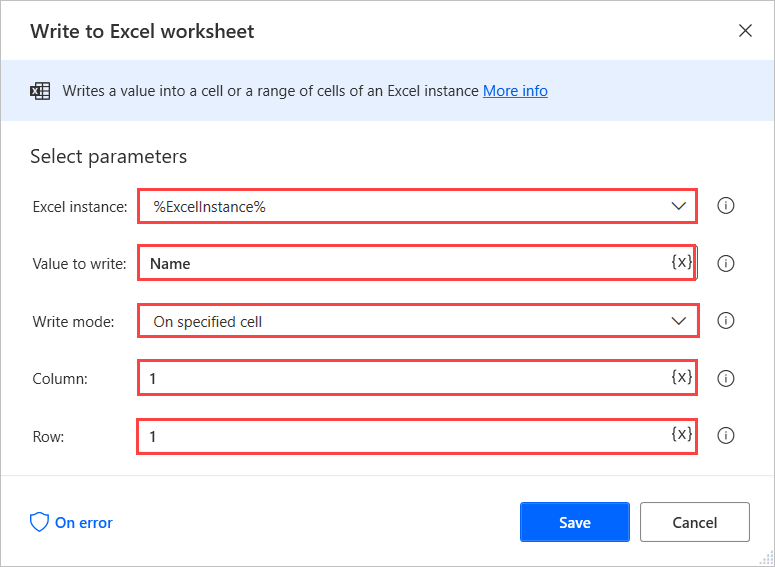 Write to Excel worksheet
Writes a value into a cell or a range of cells of an Excel instance More info
Select parameters
Excel instance: %ExcelInstance%
Value to write: Name {x}
Write mode: On specified cell
Column: 1 {x}
Row: 1 {x}
On error Save Cancel